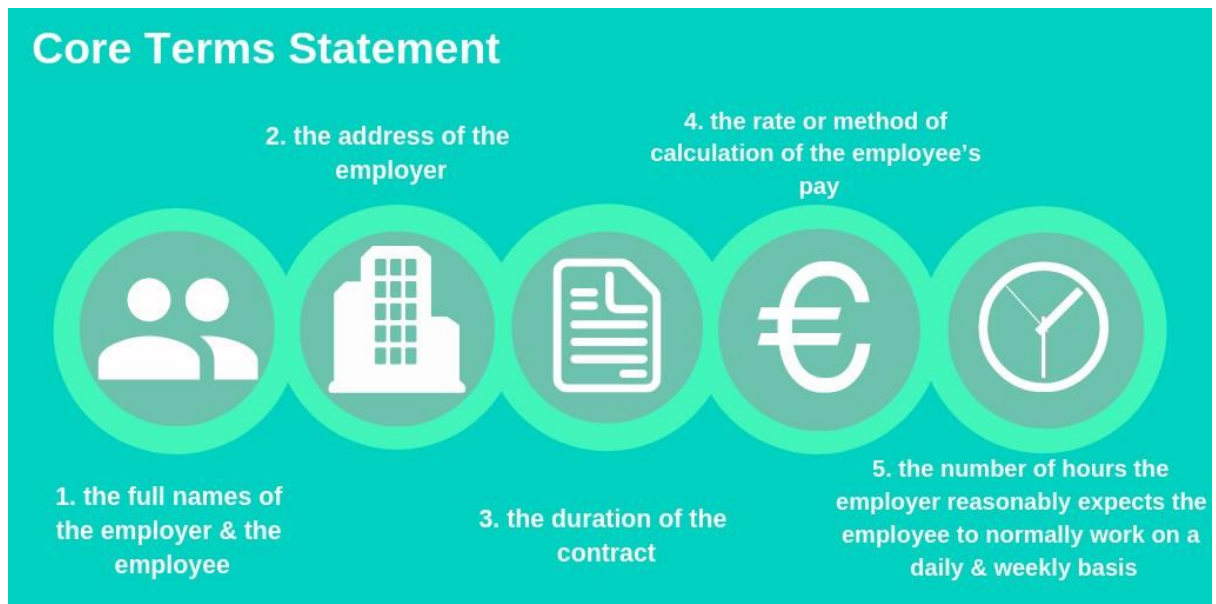 Core Terms Statement
1. the full names of
the employer & the
employee
2. the address of the
employer
3. the duration of the
contract
4. the rate or method of
calculation of the employee’s
pay
5. the number of hours the
employer reasonably expects the
employee to normally work on a
daily & weekly basis